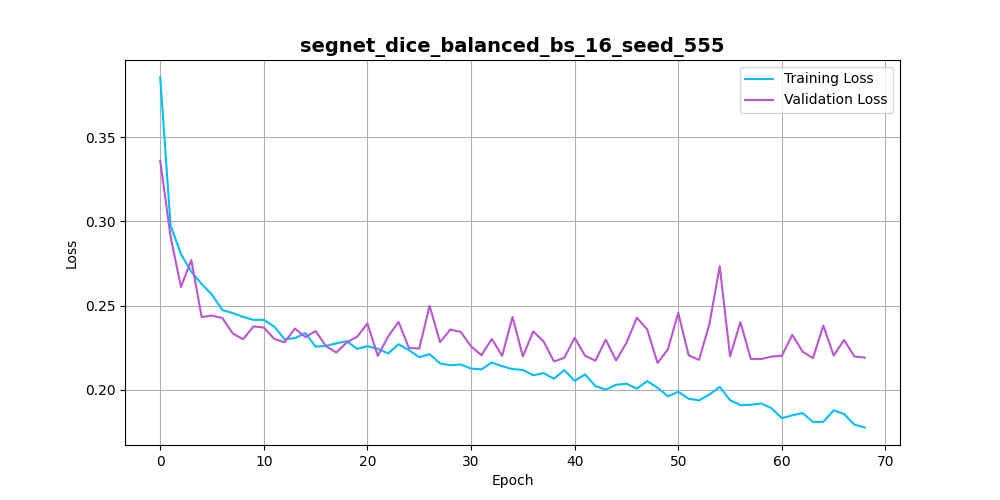 segnet_dice_balanced_bs_16_seed_555
Training Loss
Validation Loss
Loss
0.35
0.30
0.25
0.20
0 10 20 30 40 50 60 70
Epoch